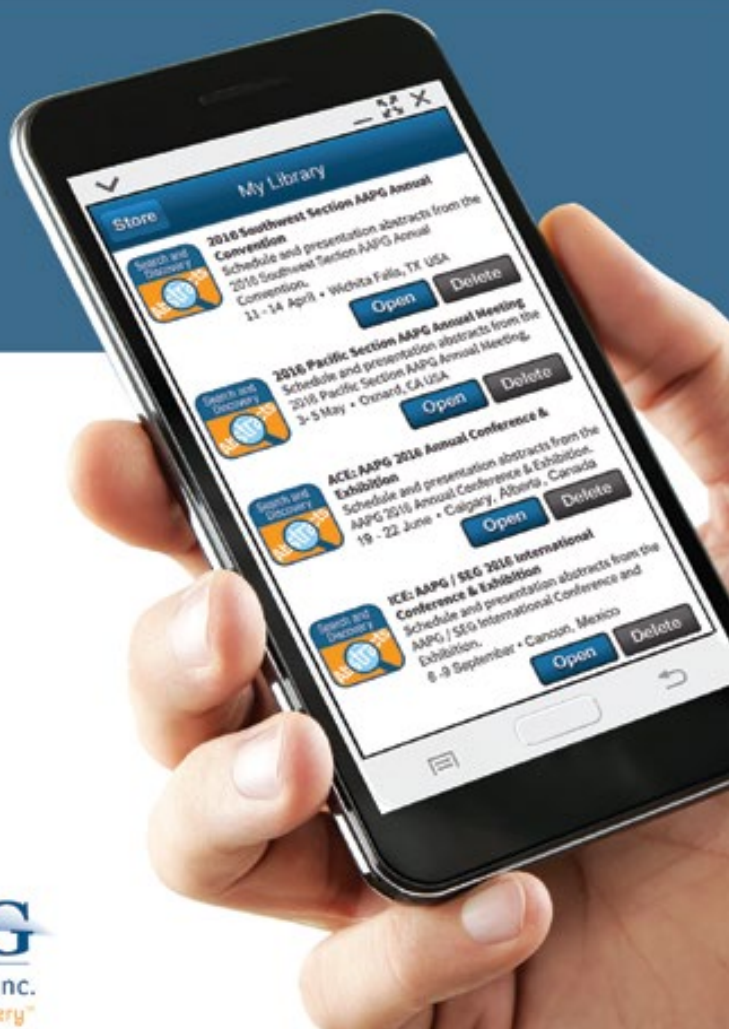 My Library
Store
2016 Southwest Section AAPG Annual
Convention
Schedule and presentation abstracts from the
2016 Southwest Section AAPG Annual
Convention.
11 - 14 April • Wichita Falls, TX USA
Open
Delete
Search and
Discovery
Abstracts
2016 Pacific Section AAPG Annual Meeting
Schedule and presentation abstracts from the
2016 Pacific Section AAPG Annual Meeting.
3- 5 May • Oxnard, CA USA
Open
Delete
Search and
Discovery
Abstracts
ACE: AAPG 2016 Annual Conference &
Exhibition
Schedule and presentation abstracts from the
AAPG 2016 Annual Conference & Exhibition.
19 - 22 June • Calgary, Alberta , Canada
Open
Delete
Search and
Discovery
Abstracts
ICE: AAPG / SEG 2016 International
Conference & Exhibition
Schedule and presentation abstracts from the
AAPG / SEG International Conference and
Exhibition.
6 -9 September • Cancun, Mexico
Open
Delete
Search and
Discovery
Abstracts
G
nc.
ery™